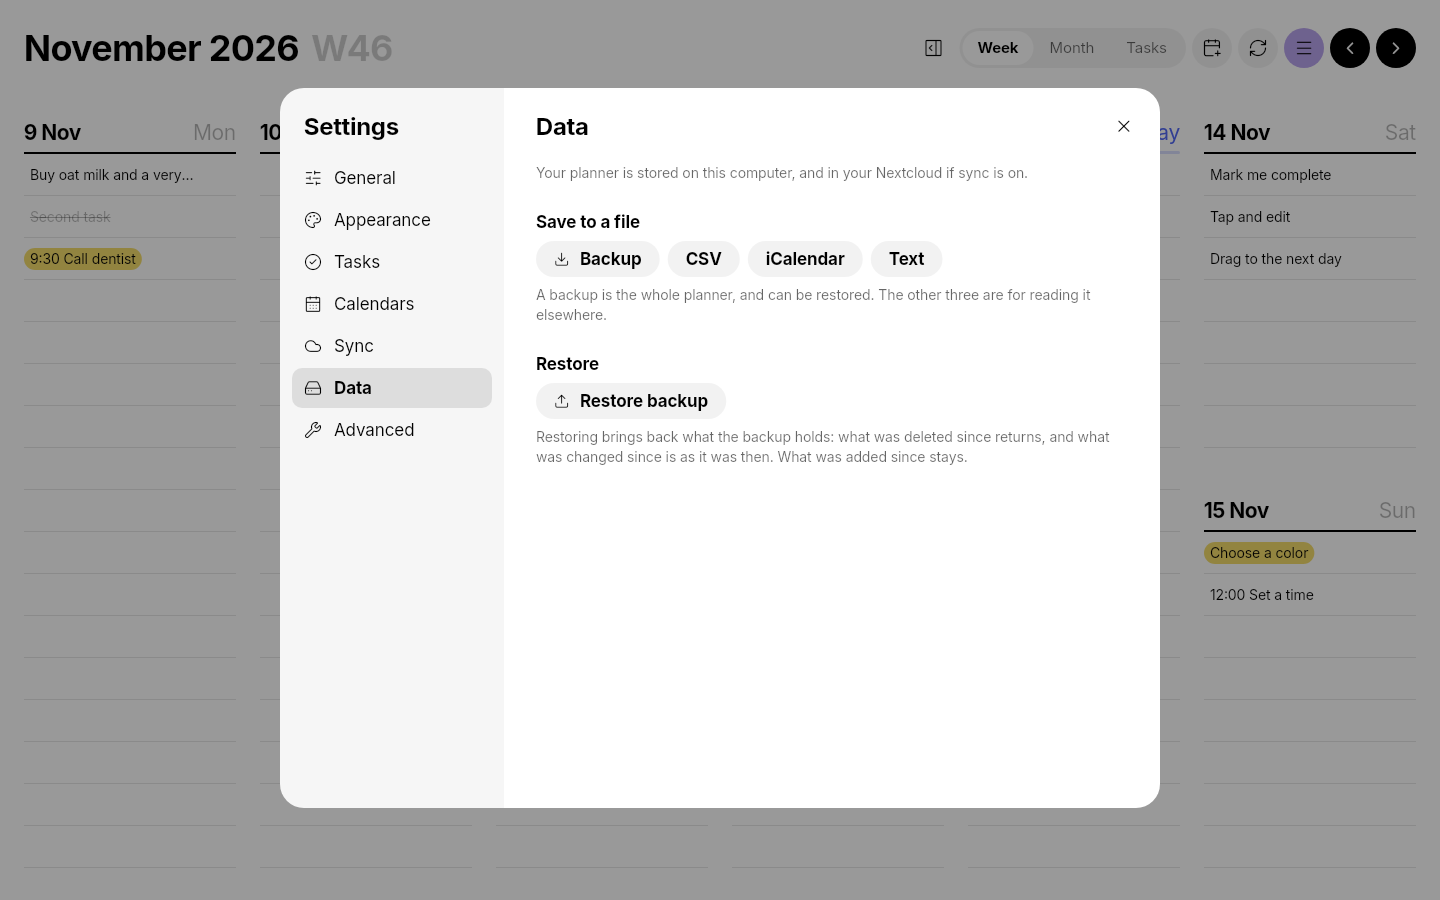 November 2026 W46
Week Month Tasks
9 Nov Mon
Buy oat milk and a very...
Second task
9:30 Call dentist
10
Settings
General
Appearance
Tasks
Calendars
Sync
Data
Advanced
Data
Your planner is stored on this computer, and in your Nextcloud if sync is on.
Save to a file
Backup CSV iCalendar Text
A backup is the whole planner, and can be restored. The other three are for reading it
elsewhere.
Restore
Restore backup
Restoring brings back what the backup holds: what was deleted since returns, and what
was changed since is as it was then. What was added since stays.
ay
14 Nov Sat
Mark me complete
Tap and edit
Drag to the next day
15 Nov Sun
Choose a color
12:00 Set a time